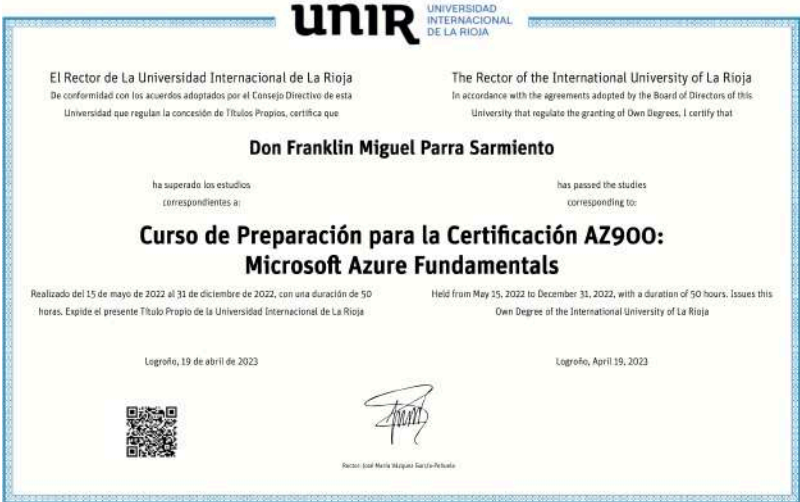 unir
UNIVERSIDAD
INTERNACIONAL
DE LA RIOJA
El Rector de La Universidad Internacional de La Rioja
De conformidad con los acuerdos adoptados por el Consejo Directivo de esta
Universidad que regulan la concesión de Títulos Propios, certifica que
The Rector of the International University of La Rioja
In accordance with the agreements adopted by the Board of Directors of this
University that regulate the granting of Own Degrees, I certify that
Don Franklin Miguel Parra Sarmiento
ha superado los estudios
correspondientes a:
has passed the studies
corresponding to:
Curso de Preparación para la Certificación AZ900:
Microsoft Azure Fundamentals
Realizado del 15 de mayo de 2022 al 31 de diciembre de 2022, con una duración de 50
horas. Expide el presente Título Propio de la Universidad Internacional de La Rioja
Held from May 15, 2022 to December 31, 2022, with a duration of 50 hours. Issues this
Own Degree of the International University of La Rioja
Logroño, 19 de abril de 2023
Logroño, April 19, 2023
Rector: José María Vázquez García-Peñuela